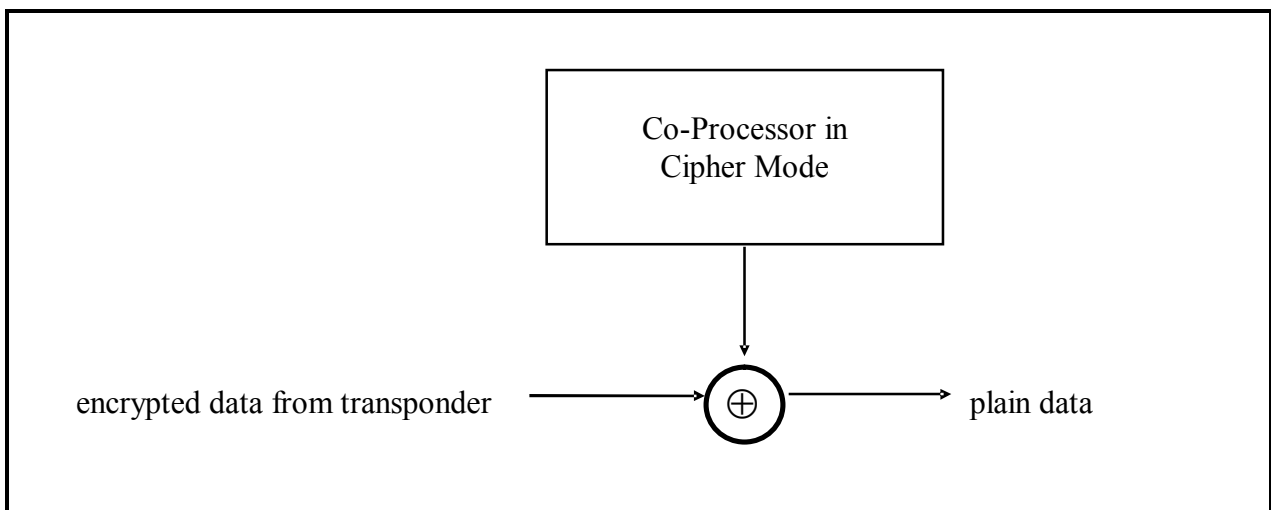 Co-Processor in
Cipher Mode
encrypted data from transponder
⊕
plain data